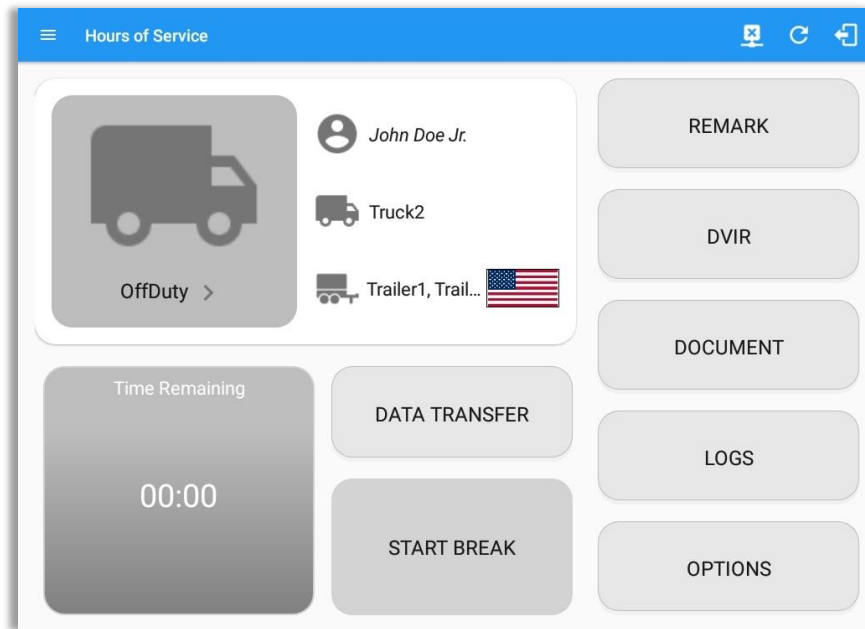 Hours of Service
John Doe Jr.
Truck2
Trailer1, Trail...
OffDuty
REMARK
DVIR
DOCUMENT
LOGS
OPTIONS
Time Remaining
00:00
DATA TRANSFER
START BREAK